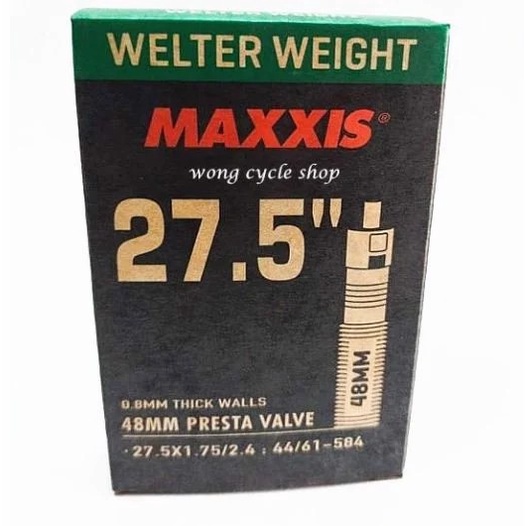 WELTER WEIGHT
MAXXIS®
wong cycle shop
27.5"
48MM
0.8MM THICK WALLS
48MM PRESTA VALVE
·27.5X1.75/2.4 ; 44/61-584